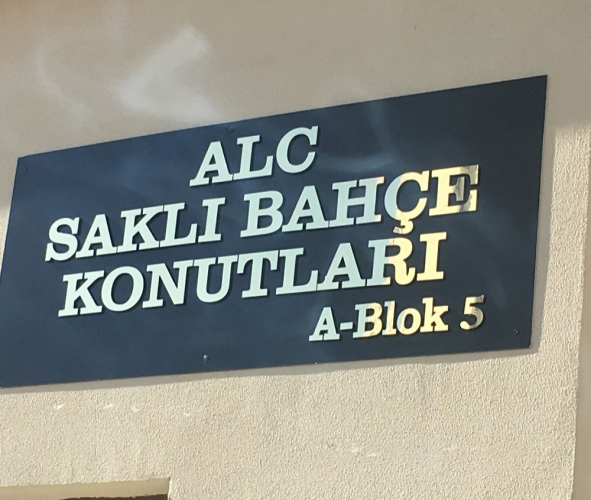 ALC
SAKLI BAHÇE
KONUTLARI
A-Blok 5